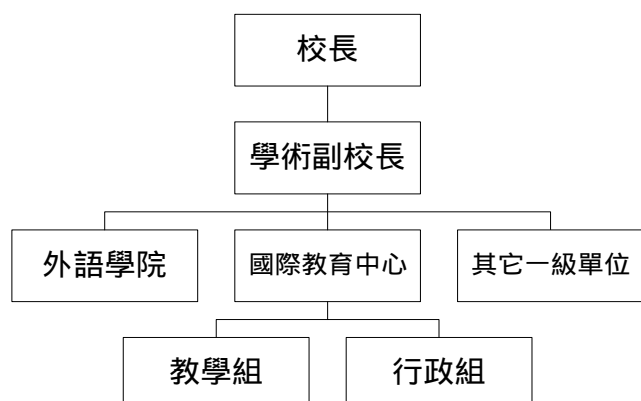 校長
學術副校長
外語學院
國際教育中心
其它一級單位
教學組
行政組